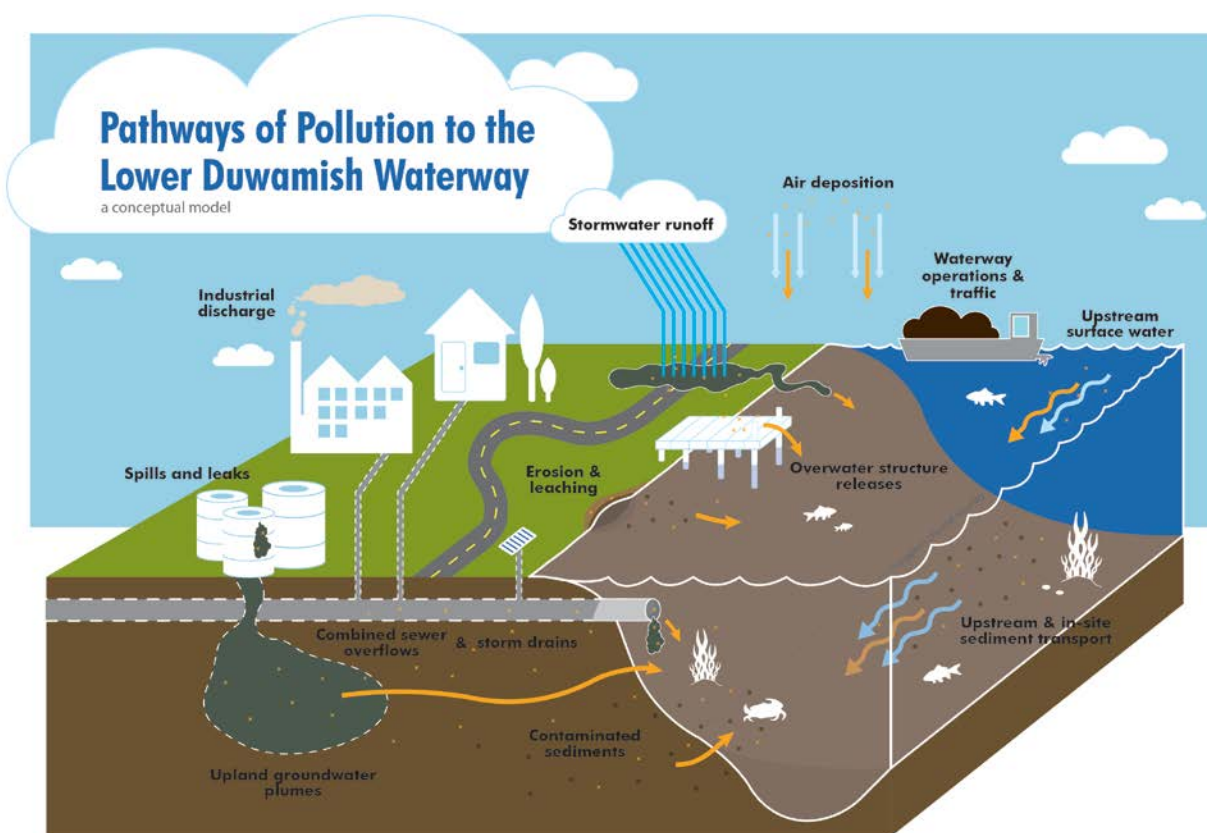 Pathways of Pollution to the
Lower Duwamish Waterway
a conceptual model
Air deposition
Stormwater runoff
Waterway
operations &
traffic
Industrial
discharge
Upstream
surface water
Spills and leaks
Erosion &
leaching
Overwater structure
releases
Combined sewer
overflows
& storm drains
Upstream & in-site
sediment transport
Contaminated
sediments
Upland groundwater
plumes